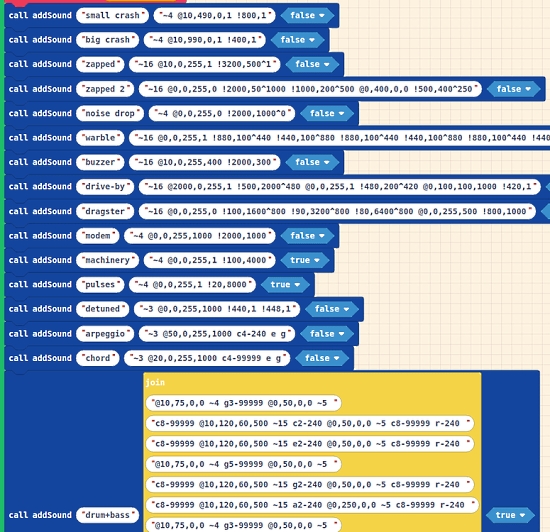 call addSound "small crash" "~4 @10,490,0,1 !800,1" false
call addSound "big crash" "~4 @10,990,0,1 !400,1" false
call addSound "zapped" "~16 @10,0,255,1 !3200,500^1" false
call addSound "zapped 2" "~16 @0,0,255,0 !2000,50^1000 !1000,200^500 @0,400,0,0 !500,400^250" false
call addSound "noise drop" "~4 @0,0,255,0 !2000,1000^0" false
call addSound "warble" "~16 @0,0,255,1 !880,100^440 !440,100^880 !880,100^440 !440,100^880 !880,100^440 !440
call addSound "buzzer" "~16 @10,0,255,400 !2000,300" false
call addSound "drive-by" "~16 @2000,0,255,1 !500,2000^480 @0,0,255,1 !480,200^420 @0,100,100,1000 !420,1"
call addSound "dragster" "~16 @0,0,255,0 !100,1600^800 !90,3200^800 !80,6400^800 @0,0,255,500 !800,1000"
call addSound "modem" "~4 @0,0,255,1000 !2000,1000" false
call addSound "machinery" "~4 @0,0,255,1 !100,4000" true
call addSound "pulses" "~4 @0,0,255,1 !20,8000" true
call addSound "detuned" "~3 @0,0,255,1000 !440,1 !448,1" false
call addSound "arpeggio" "~3 @50,0,255,1000 c4-240 e g" false
call addSound "chord" "~3 @20,0,255,1000 c4-99999 e g" false
join
"@10,75,0,0 ~4 g3-99999 @0,50,0,0 ~5 "
"c8-99999 @10,120,60,500 ~15 c2-240 @0,50,0,0 ~5 c8-99999 r-240 "
"c8-99999 @10,120,60,500 ~15 e2-240 @0,50,0,0 ~5 c8-99999 r-240 "
"@10,75,0,0 ~4 g5-99999 @0,50,0,0 ~5 "
"c8-99999 @10,120,60,500 ~15 g2-240 @0,50,0,0 ~5 c8-99999 r-240 "
"c8-99999 @10,120,60,500 ~15 a2-240 @0,250,0,0 ~5 c8-99999 r-240 "
call addSound "drum+bass" true
"@10,75,0,0 ~4 g3-99999 @0,50,0,0 ~5 "